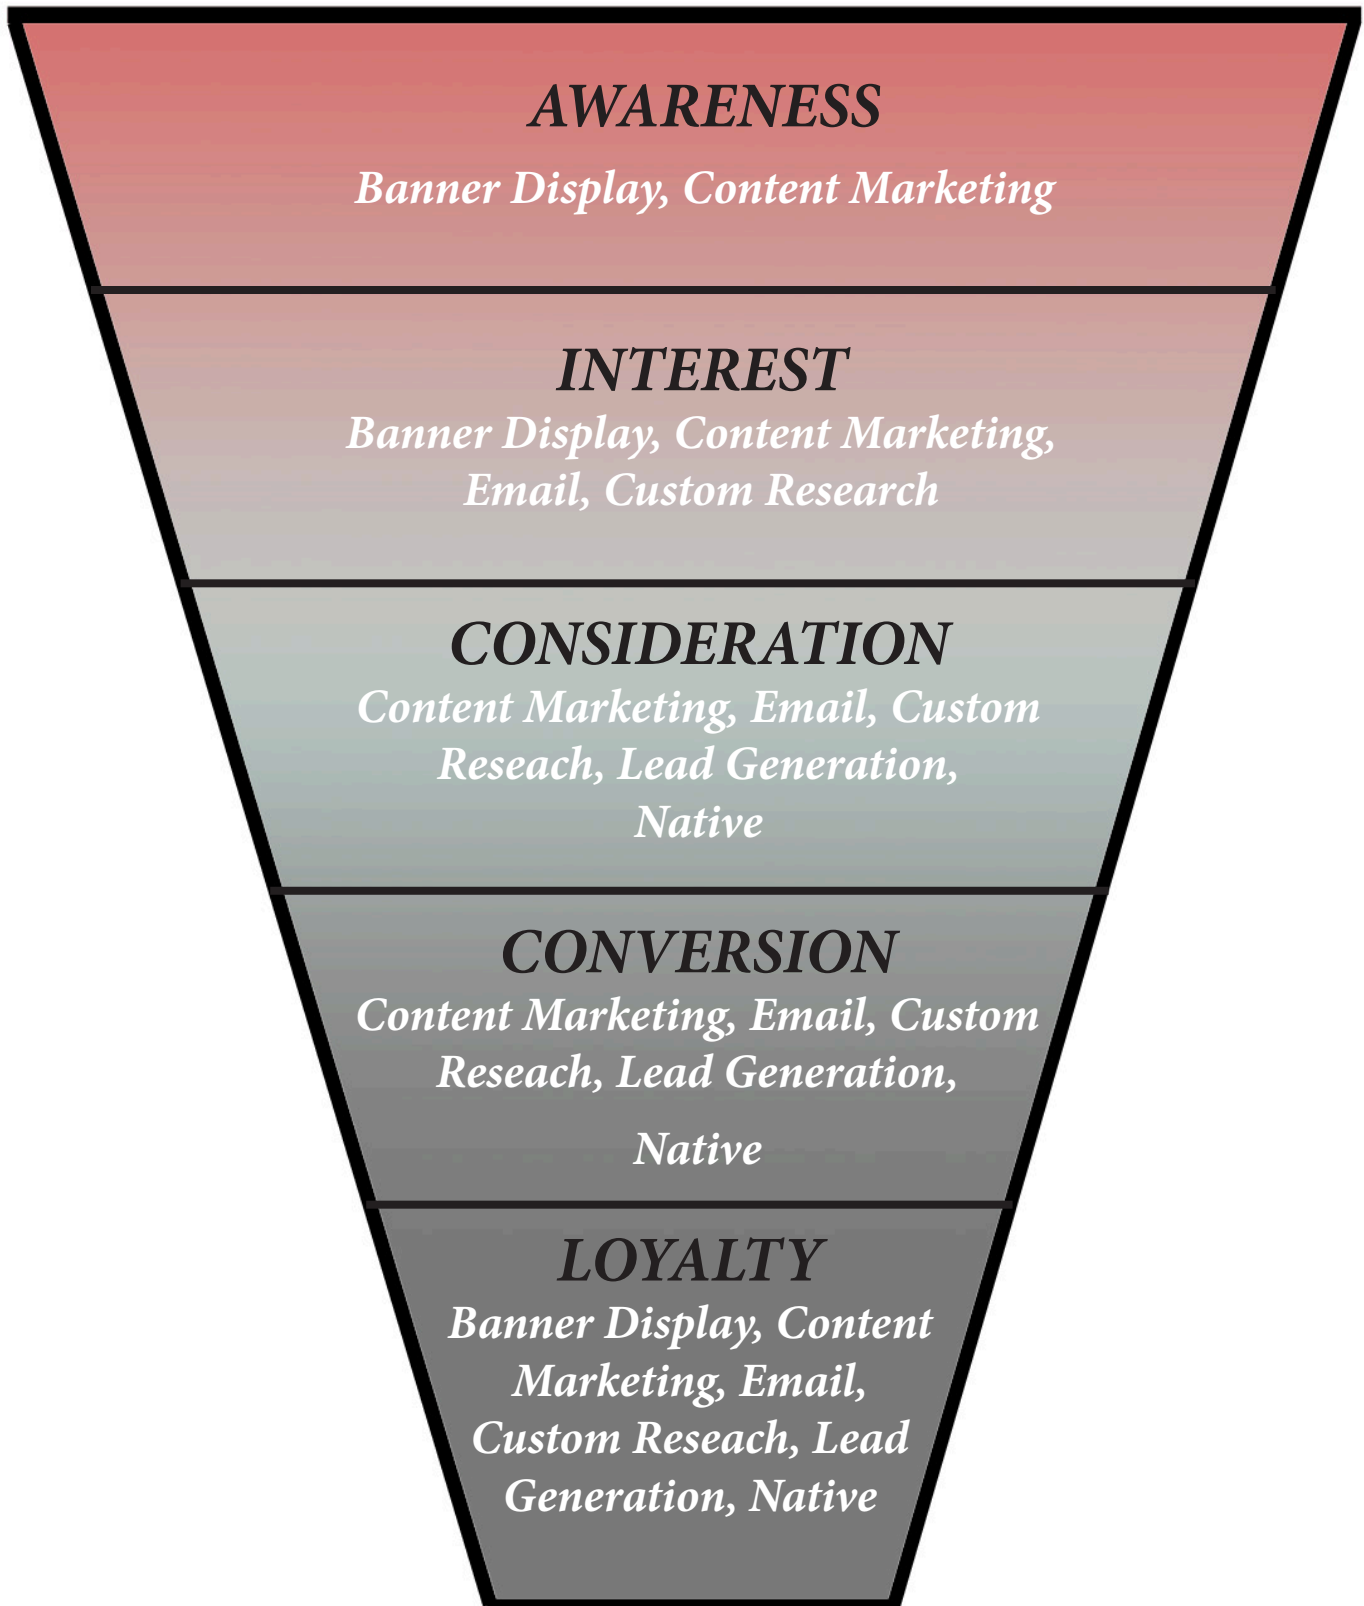 AWARENESS
Banner Display, Content Marketing
INTEREST
Banner Display, Content Marketing,
Email, Custom Research
CONSIDERATION
Content Marketing, Email, Custom
Reseach, Lead Generation,
Native
CONVERSION
Content Marketing, Email, Custom
Reseach, Lead Generation,
Native
LOYALTY
Banner Display, Content
Marketing, Email,
Custom Reseach, Lead
Generation, Native